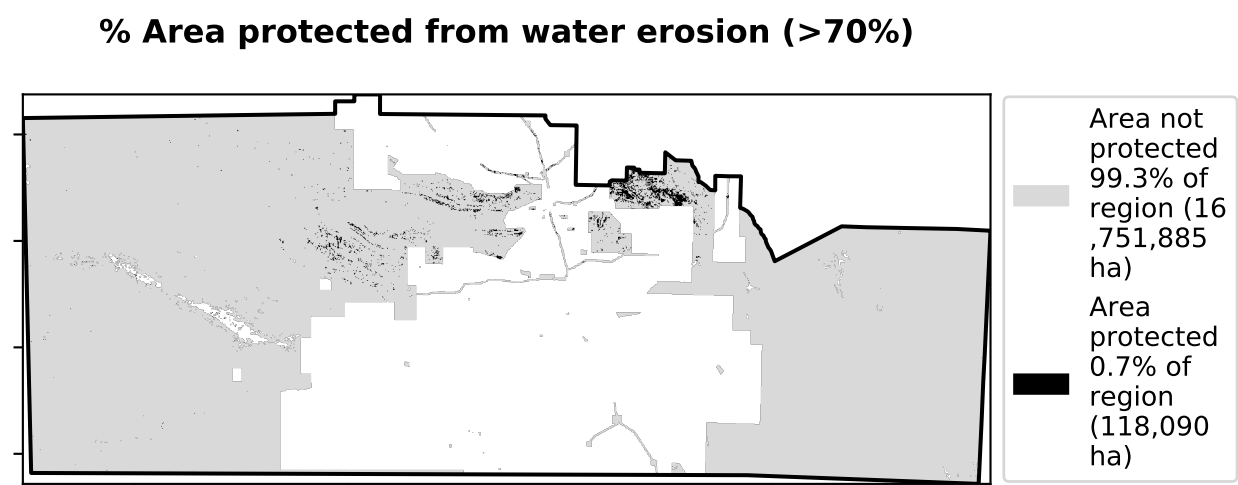 % Area protected from water erosion (>70%)
Area not
protected
99.3% of
region (16
,751,885
ha)
Area
protected
0.7% of
region
(118,090
ha)